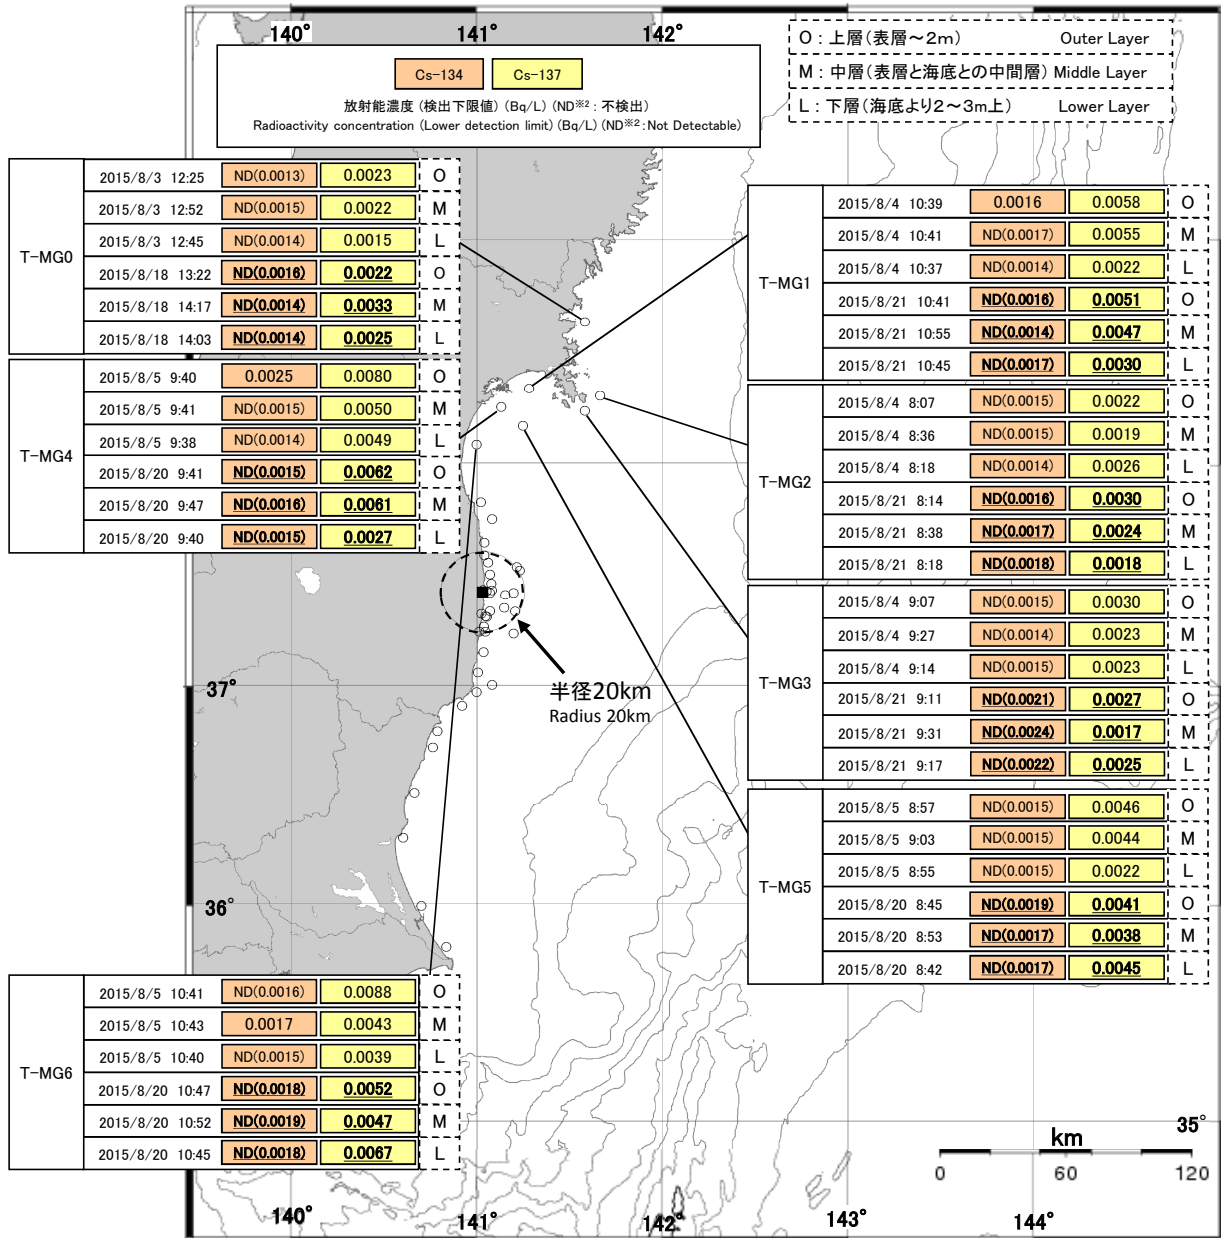 140°
141°
142°
O : 上層(表層～2m) Outer Layer
M : 中層(表層と海底との中間層) Middle Layer
L : 下層(海底より2～3m上) Lower Layer
Cs-134 Cs-137
放射能濃度 (検出下限値) (Bq/L) (ND※2 : 不検出)
Radioactivity concentration (Lower detection limit) (Bq/L) (ND※2 :Not Detectable)
T-MG0
2015/8/3 12:25 ND(0.0013) 0.0023 O
2015/8/3 12:52 ND(0.0015) 0.0022 M
2015/8/3 12:45 ND(0.0014) 0.0015 L
2015/8/18 13:22 ND(0.0016) 0.0022 O
2015/8/18 14:17 ND(0.0014) 0.0033 M
2015/8/18 14:03 ND(0.0014) 0.0025 L
T-MG4
2015/8/5 9:40 0.0025 0.0080 O
2015/8/5 9:41 ND(0.0015) 0.0050 M
2015/8/5 9:38 ND(0.0014) 0.0049 L
2015/8/20 9:41 ND(0.0015) 0.0062 O
2015/8/20 9:47 ND(0.0016) 0.0061 M
2015/8/20 9:40 ND(0.0015) 0.0027 L
T-MG1
2015/8/4 10:39 0.0016 0.0058 O
2015/8/4 10:41 ND(0.0017) 0.0055 M
2015/8/4 10:37 ND(0.0014) 0.0022 L
2015/8/21 10:41 ND(0.0016) 0.0051 O
2015/8/21 10:55 ND(0.0014) 0.0047 M
2015/8/21 10:45 ND(0.0017) 0.0030 L
T-MG2
2015/8/4 8:07 ND(0.0015) 0.0022 O
2015/8/4 8:36 ND(0.0015) 0.0019 M
2015/8/4 8:18 ND(0.0014) 0.0026 L
2015/8/21 8:14 ND(0.0016) 0.0030 O
2015/8/21 8:38 ND(0.0017) 0.0024 M
2015/8/21 8:18 ND(0.0018) 0.0018 L
T-MG3
2015/8/4 9:07 ND(0.0015) 0.0030 O
2015/8/4 9:27 ND(0.0014) 0.0023 M
2015/8/4 9:14 ND(0.0015) 0.0023 L
2015/8/21 9:11 ND(0.0021) 0.0027 O
2015/8/21 9:31 ND(0.0024) 0.0017 M
2015/8/21 9:17 ND(0.0022) 0.0025 L
T-MG5
2015/8/5 8:57 ND(0.0015) 0.0046 O
2015/8/5 9:03 ND(0.0015) 0.0044 M
2015/8/5 8:55 ND(0.0015) 0.0022 L
2015/8/20 8:45 ND(0.0019) 0.0041 O
2015/8/20 8:53 ND(0.0017) 0.0038 M
2015/8/20 8:42 ND(0.0017) 0.0045 L
37°
半径20km
Radius 20km
36°
T-MG6
2015/8/5 10:41 ND(0.0016) 0.0088 O
2015/8/5 10:43 0.0017 0.0043 M
2015/8/5 10:40 ND(0.0015) 0.0039 L
2015/8/20 10:47 ND(0.0018) 0.0052 O
2015/8/20 10:52 ND(0.0019) 0.0047 M
2015/8/20 10:45 ND(0.0018) 0.0067 L
35°
km
0 60 120
140° 141° 142° 143° 144°